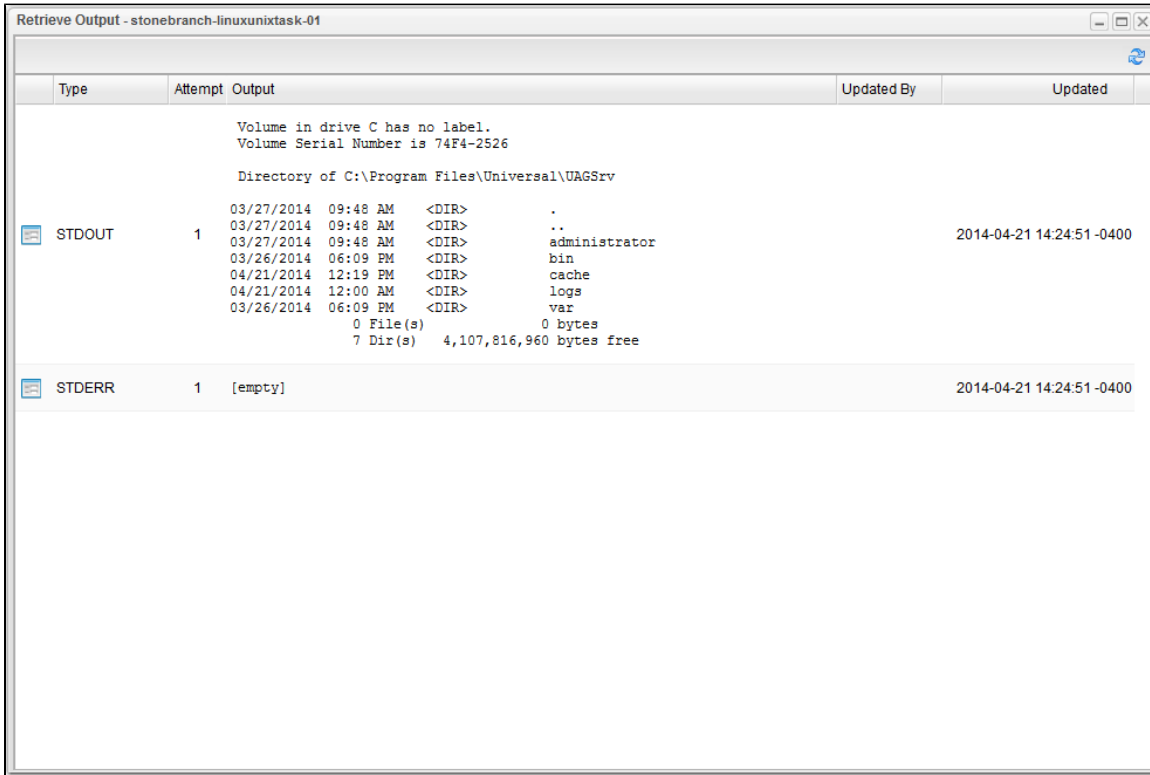 Retrieve Output - stonebranch-linuxunixtask-01
Type Attempt Output Updated By Updated
Volume in drive C has no label.
Volume Serial Number is 74F4-2526
Directory of C:\Program Files\Universal\UAGSrv
03/27/2014 09:48 AM <DIR> .
03/27/2014 09:48 AM <DIR> ..
STDOUT 1 03/27/2014 09:48 AM <DIR> administrator 2014-04-21 14:24:51 -0400
03/26/2014 06:09 PM <DIR> bin
04/21/2014 12:19 PM <DIR> cache
04/21/2014 12:00 AM <DIR> logs
03/26/2014 06:09 PM <DIR> var
0 File(s) 0 bytes
7 Dir(s) 4,107,816,960 bytes free
STDERR 1 [empty] 2014-04-21 14:24:51 -0400